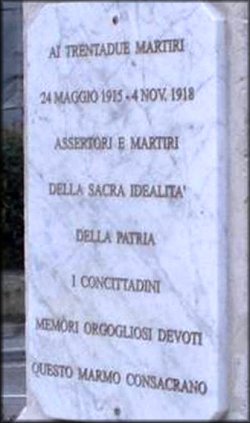 AI TRENTADUE MARTIRI
24 MAGGIO 1915 - 4 NOV. 1918
ASSERTORI E MARTIRI
DELLA SACRA IDEALITA'
DELLA PATRIA
I CONCITTADINI
MEMORI ORGOGLIOSI DEVOTI
QUESTO MARMO CONSACRANO